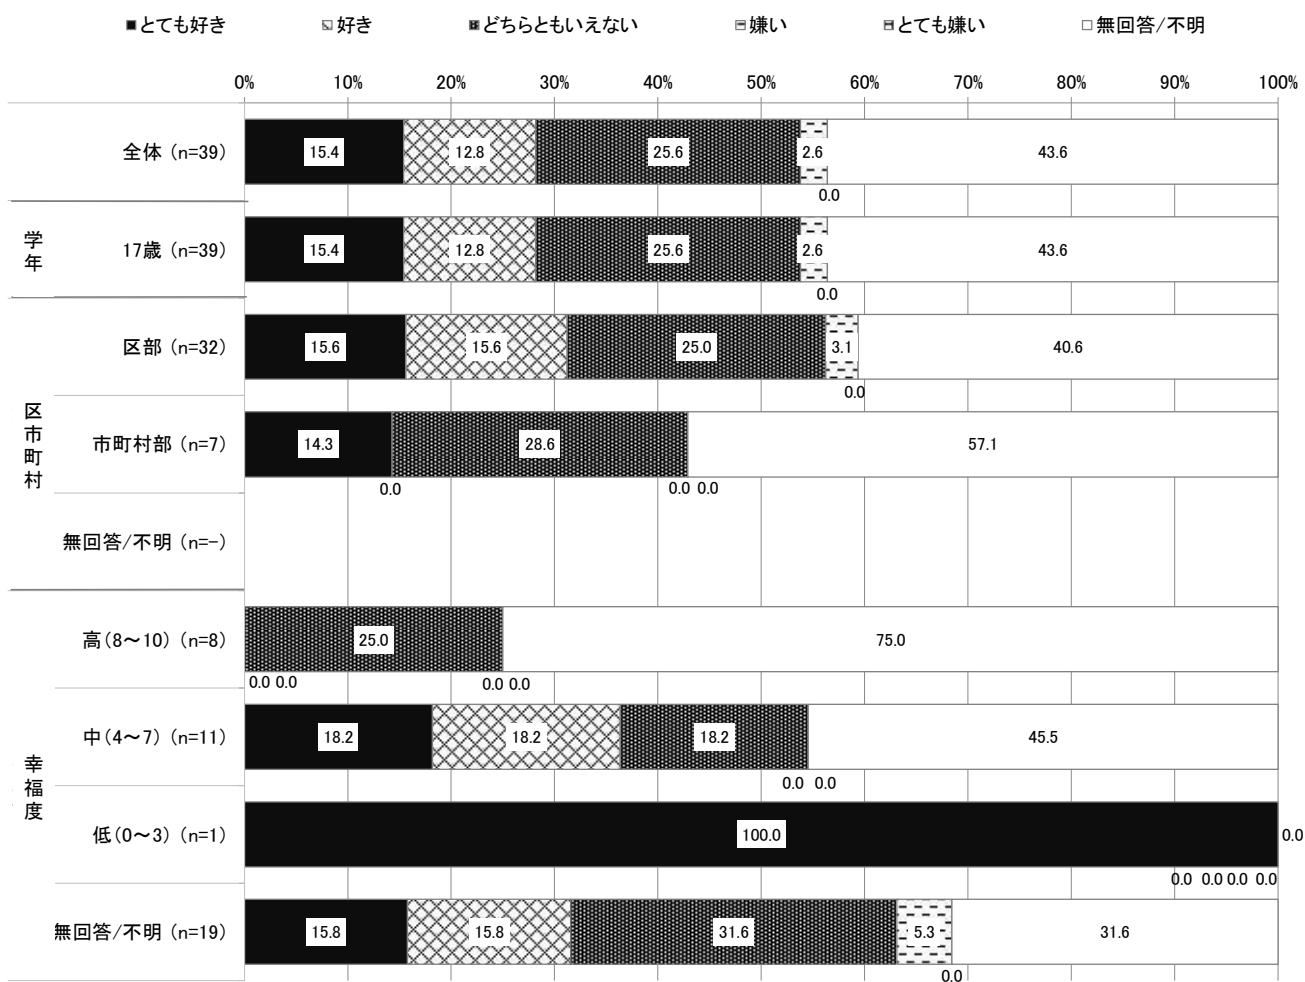 とても好き 好き どちらともいえない 嫌い とても嫌い 無回答/不明
0% 10% 20% 30% 40% 50% 60% 70% 80% 90% 100%
全体 (n=39) 15.4 12.8 25.6 2.6 43.6
0.0
学年
17歳 (n=39) 15.4 12.8 25.6 2.6 43.6
0.0
区市町村
区部 (n=32) 15.6 15.6 25.0 3.1 40.6
0.0
市町村部 (n=7) 14.3 28.6 57.1
0.0 0.0 0.0
無回答/不明 (n=-)
幸福度
高(8～10) (n=8) 25.0 75.0
0.0 0.0 0.0 0.0
中(4～7) (n=11) 18.2 18.2 18.2 45.5
0.0 0.0
低(0～3) (n=1) 100.0 0.0
0.0 0.0 0.0 0.0
無回答/不明 (n=19) 15.8 15.8 31.6 5.3 31.6
0.0